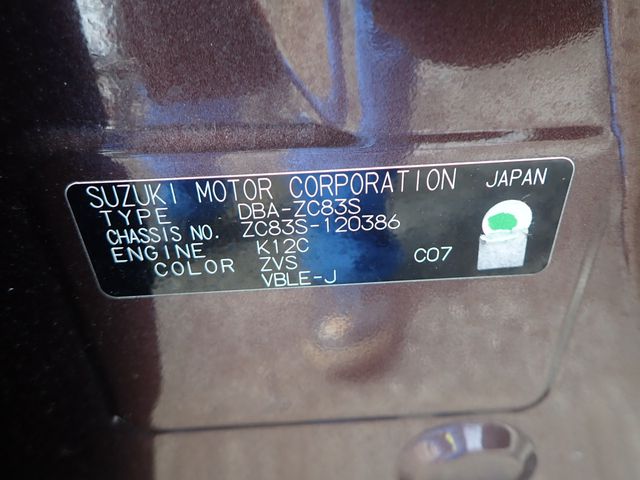 SUZUKI MOTOR CORPORATION JAPAN
TYPE DBA-ZC83S
CHASSIS NO. ZC83S-120386
ENGINE K12C
COLOR ZVS C07
VBLE-J